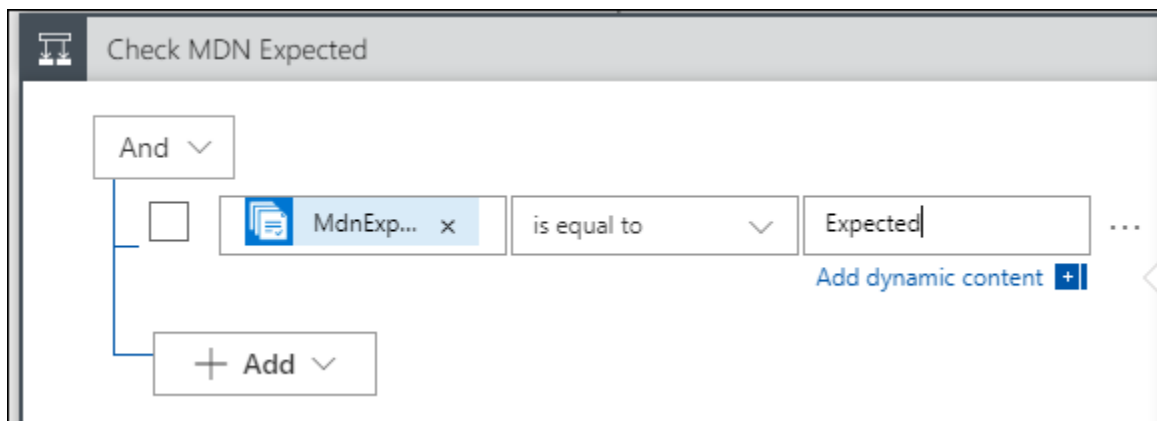 Check MDN Expected
And
MdnExp... × is equal to Expected ...
Add dynamic content
+ Add